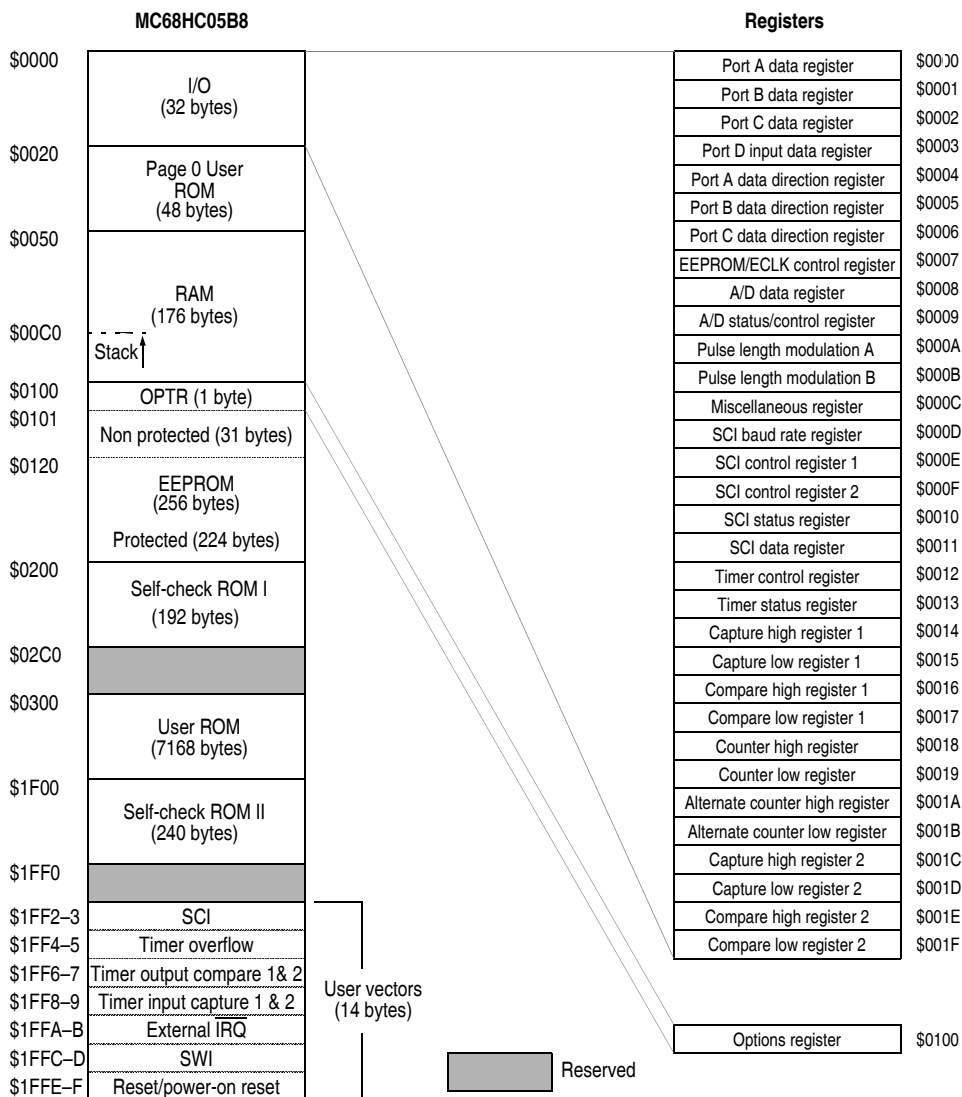 MC68HC05B8
$0000
I/O
(32 bytes)
$0020
Page 0 User
ROM
(48 bytes)
$0050
RAM
(176 bytes)
$00C0
Stack
$0100
OPTR (1 byte)
$0101
Non protected (31 bytes)
$0120
EEPROM
(256 bytes)
Protected (224 bytes)
$0200
Self-check ROM I
(192 bytes)
$02C0
$0300
User ROM
(7168 bytes)
$1F00
Self-check ROM II
(240 bytes)
$1FF0
$1FF2–3 SCI
$1FF4–5 Timer overflow
$1FF6–7 Timer output compare 1& 2
$1FF8–9 Timer input capture 1 & 2
$1FFA–B External IRQ
$1FFC–D SWI
$1FFE–F Reset/power-on reset
User vectors
(14 bytes)
Reserved
Registers
Port A data register $0000
Port B data register $0001
Port C data register $0002
Port D input data register $0003
Port A data direction register $0004
Port B data direction register $0005
Port C data direction register $0006
EEPROM/ECLK control register $0007
A/D data register $0008
A/D status/control register $0009
Pulse length modulation A $000A
Pulse length modulation B $000B
Miscellaneous register $000C
SCI baud rate register $000D
SCI control register 1 $000E
SCI control register 2 $000F
SCI status register $0010
SCI data register $0011
Timer control register $0012
Timer status register $0013
Capture high register 1 $0014
Capture low register 1 $0015
Compare high register 1 $0016
Compare low register 1 $0017
Counter high register $0018
Counter low register $0019
Alternate counter high register $001A
Alternate counter low register $001B
Capture high register 2 $001C
Capture low register 2 $001D
Compare high register 2 $001E
Compare low register 2 $001F
Options register $0100